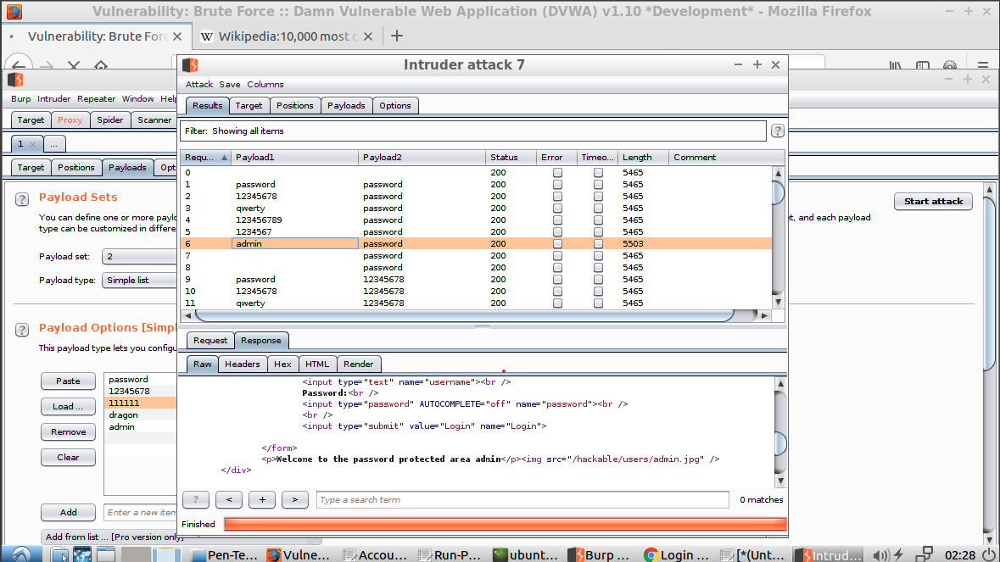 Vulnerability: Brute Force :: Damn Vulnerable Web Application (DVWA) v1.10 *Development* - Mozilla Firefox
Vulnerability: Brute Forc
W Wikipedia:10,000 most c
Intruder attack 7
Attack Save Columns
Burp Intruder Repeater Window Help
Results Target Positions Payloads Options
Target Proxy Spider Scanner
Filter: Showing all items
?
1 × ...
Requ... Payload1 Payload2 Status Error Timeo... Length Comment
Target Positions Payloads Opt
0 200 5465
1 password password 200 5465
2 12345678 password 200 5465
3 qwerty password 200 5465
4 123456789 password 200 5465
5 1234567 password 200 5465
6 admin password 200 5503
7 password 200 5465
8 password 200 5465
9 password 12345678 200 5465
10 12345678 12345678 200 5465
11 qwerty 12345678 200 5465
? Payload Sets
Start attack
You can define one or more paylo
et, and each payload
type can be customized in differe
Payload set: 2
Payload type: Simple list
? Payload Options [Simpl
This payload type lets you configu
Paste
Load ...
Remove
Clear
password
12345678
111111
dragon
admin
Add Enter a new item
Add from list ... [Pro version only]
Request Response
Raw Headers Hex HTML Render
<input type="text" name="username"><br />
Password:<br />
<input type="password" AUTOCOMPLETE="off" name="password"><br />
<br />
<input type="submit" value="Login" name="Login">
</form>
<p>Welcome to the password protected area admin</p><img src="/hackable/users/admin.jpg" />
</div>
? < + > Type a search term 0 matches
Finished
Pen-Te... Vulne... Accou... Run-P... ubunt... Burp ... Login ... [*(Unt... Intrud... 02:28